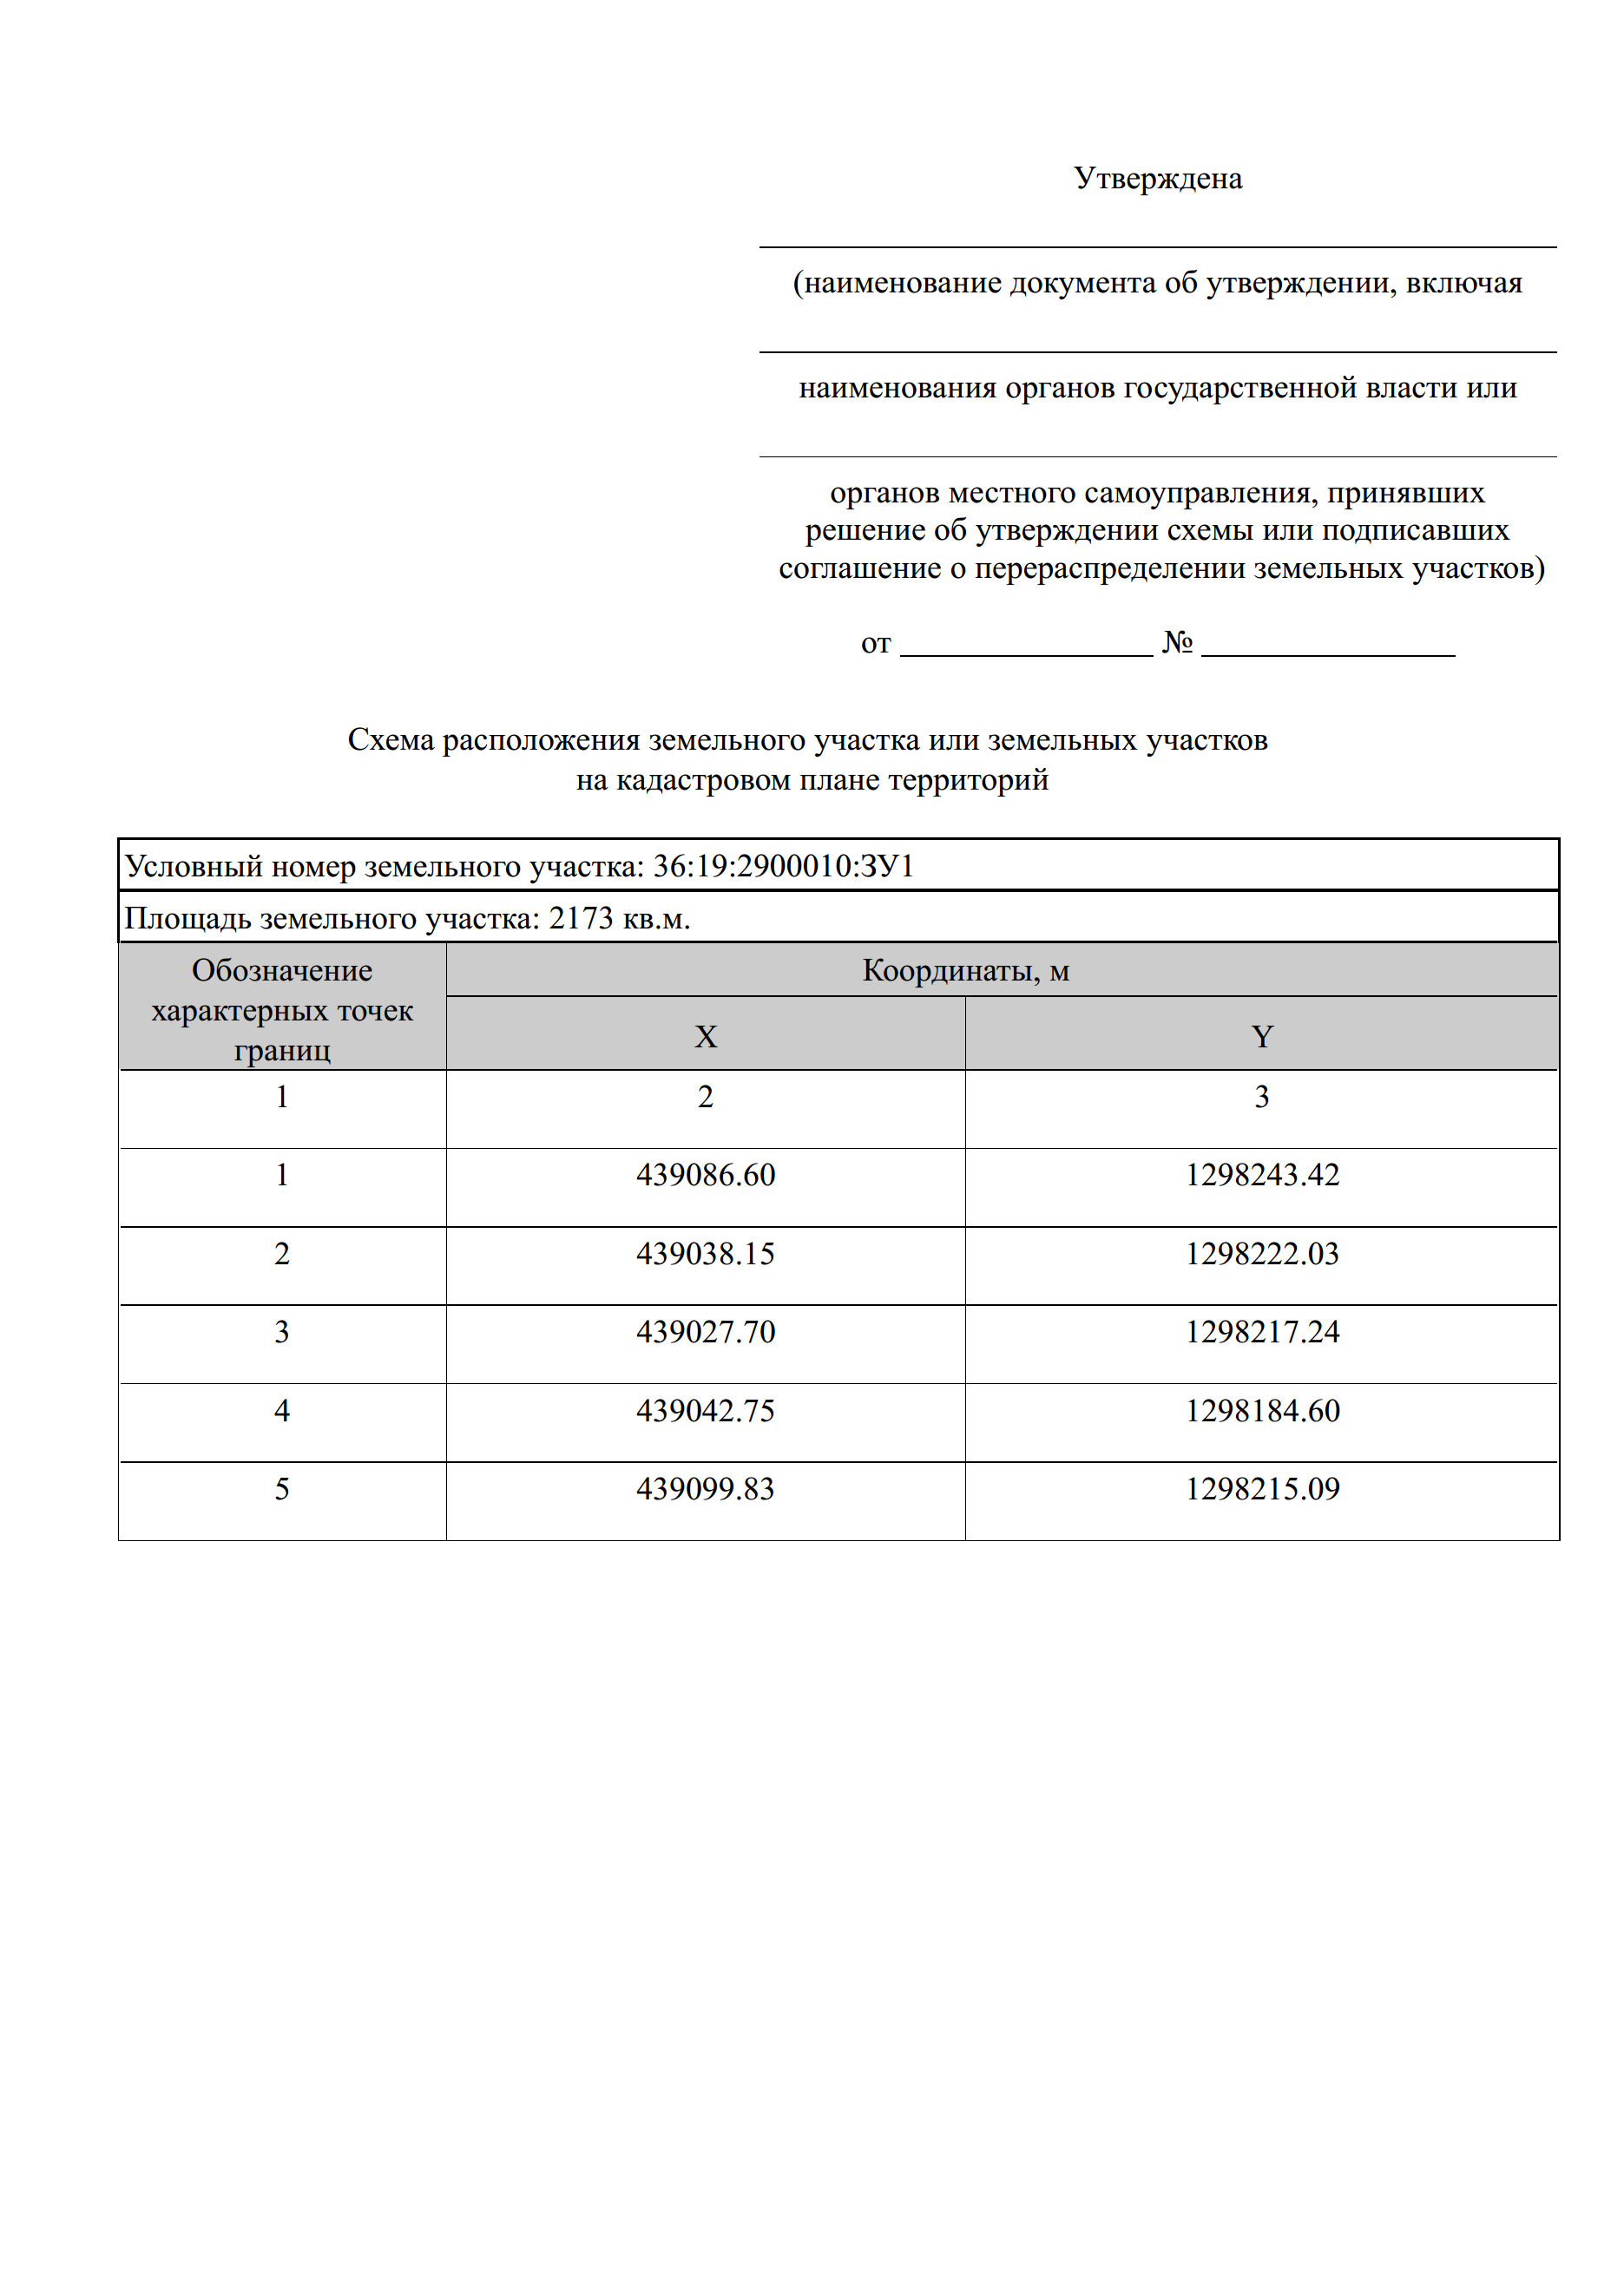 Утверждена
(наименование документа об утверждении, включая
наименования органов государственной власти или
органов местного самоуправления, принявших
решение об утверждении схемы или подписавших
соглашение о перераспределении земельных участков)
от ________________ № ________________
Схема расположения земельного участка или земельных участков
на кадастровом плане территорий
Условный номер земельного участка: 36:19:2900010:ЗУ1
Площадь земельного участка: 2173 кв.м.
Обозначение
характерных точек
границ
Координаты, м
X Y
1 2 3
1 439086.60 1298243.42
2 439038.15 1298222.03
3 439027.70 1298217.24
4 439042.75 1298184.60
5 439099.83 1298215.09